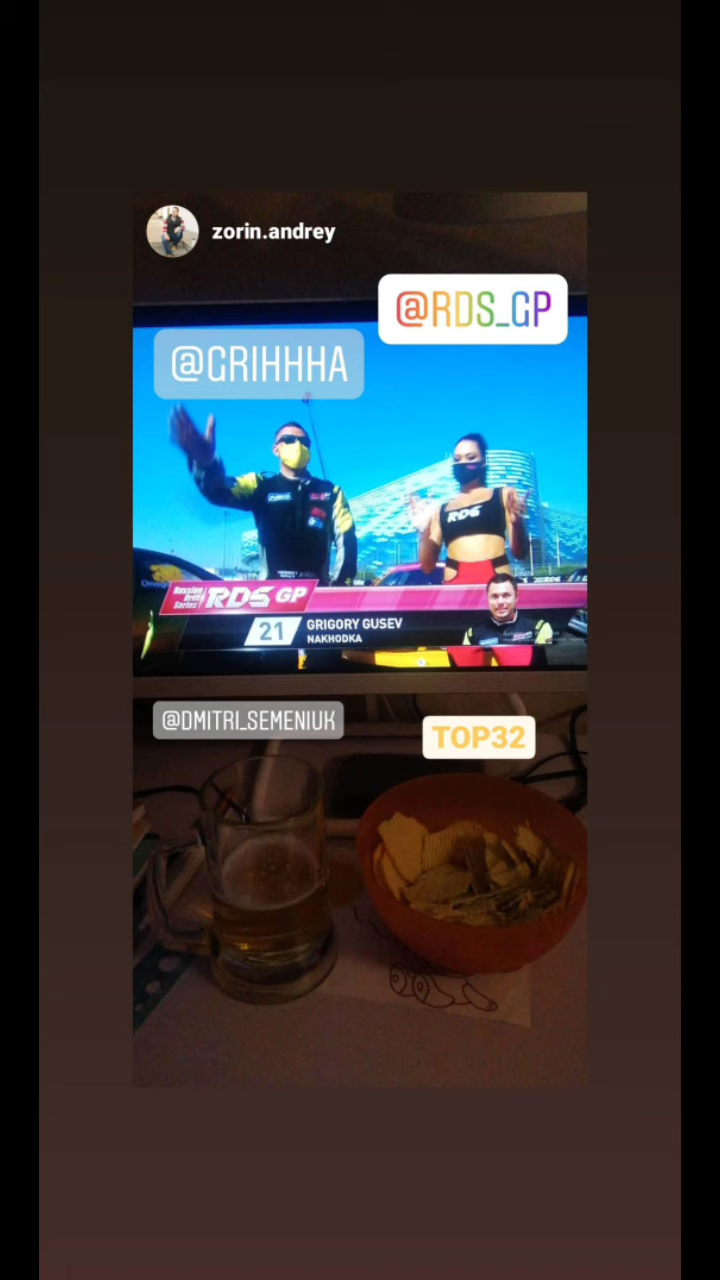 zorin.andrey
@RDS_GP
@GRIHHHA
RDS
Russian
Drift
Series
RDS GP
21
GRIGORY GUSEV
NAKHODKA
@DMITRI_SEMENIUK
TOP32